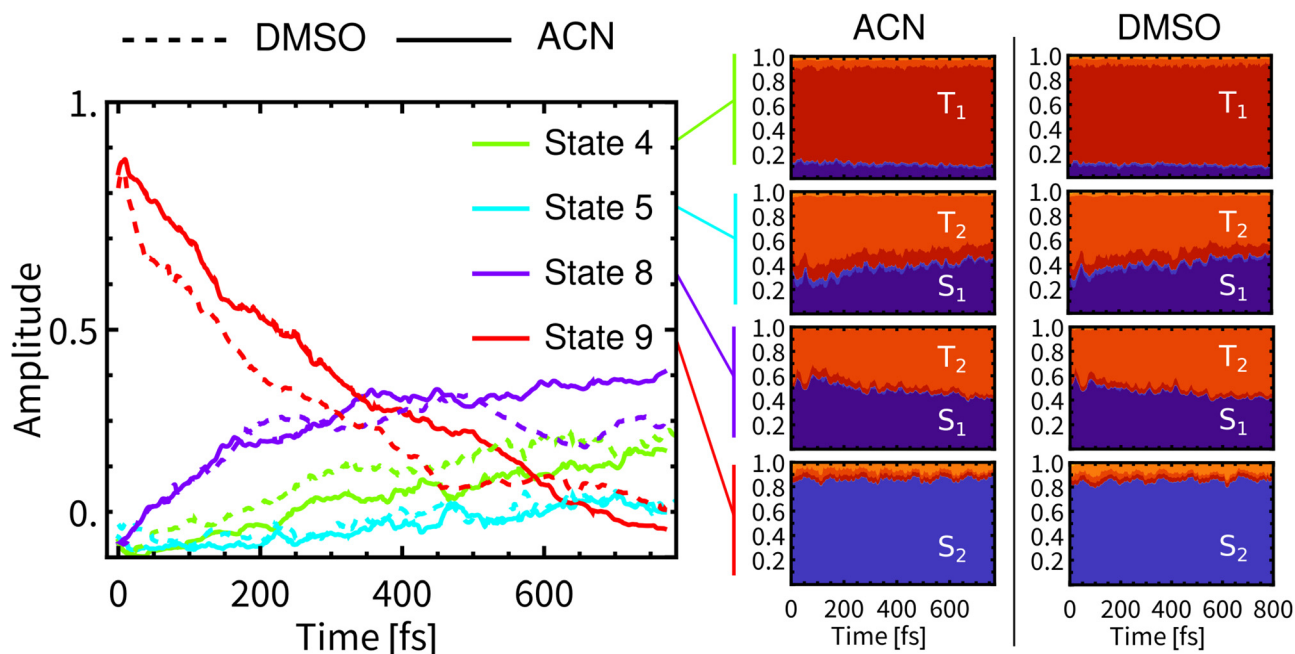 DMSO ACN
Amplitude
1.
0.5
0.
State 4
State 5
State 8
State 9
0 200 400 600
Time [fs]
ACN DMSO
1.0
0.8
0.6
0.4
0.2
T1
1.0
0.8
0.6
0.4
0.2
T1
1.0
0.8
0.6
0.4
0.2
T2
S1
1.0
0.8
0.6
0.4
0.2
T2
S1
1.0
0.8
0.6
0.4
0.2
T2
S1
1.0
0.8
0.6
0.4
0.2
T2
S1
1.0
0.8
0.6
0.4
0.2
S2
1.0
0.8
0.6
0.4
0.2
S2
0 200 400 600
Time [fs]
0 200 400 600 800
Time [fs]